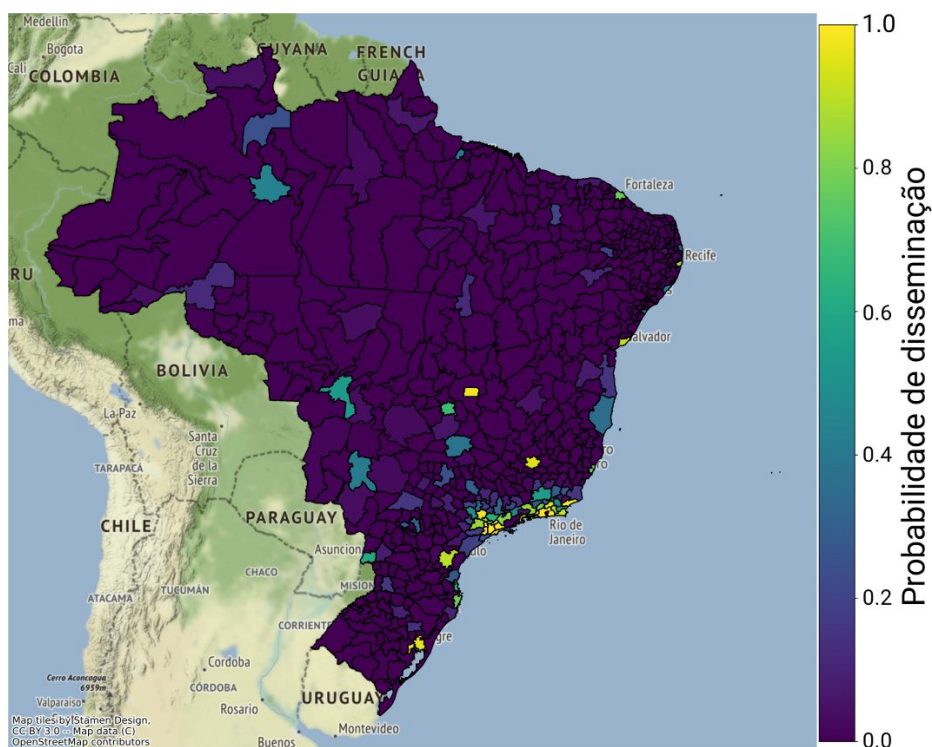 Medellin
Bogota
Cali
COLOMBIA
GUYANA
FRENCH
GUIANA
Fortaleza
Recife
RU
BOLIVIA
La-Paz
Santa
Cruz
de la
Sierra
TARAPACÁ
PARAGUAY
CHILE
Asuncion
CHACO
Rio de
Janeiro
TUCUMÁN
ATACAMA
CORRIENTE
Cerro Aconcagua
6959m
Cordoba
CÓRDOBA
Rosario
Valparaiso
URUGUAY
Montevideo
Buenos
Map tiles by Stamen Design,
CC BY 3.0 -- Map data (C)
OpenStreetMap contributors
1.0
0.8
0.6
0.4
0.2
0.0
Probabilidade de disseminação